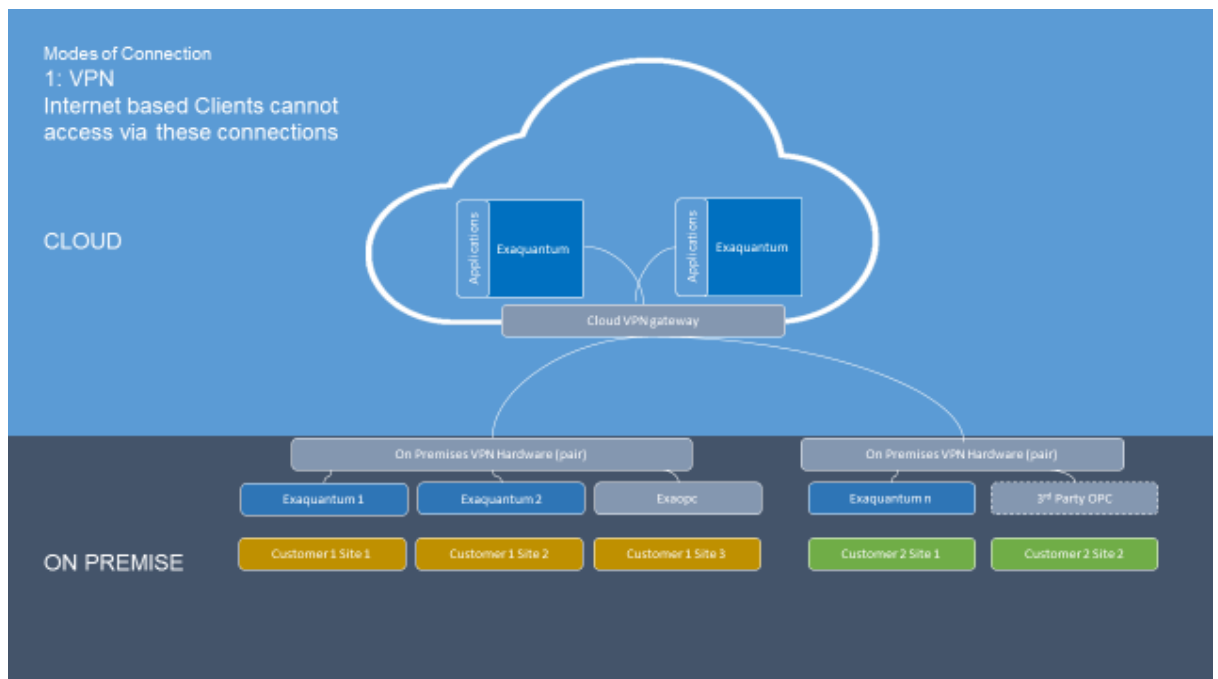 Modes of Connection
1: VPN
Internet based Clients cannot
access via these connections
CLOUD
Applications
Exaquantum
Applications
Exaquantum
Cloud VPN gateway
On Premises VPN Hardware (pair)
On Premises VPN Hardware (pair)
Exaquantum 1
Exaquantum 2
Exaopc
Exaquantum n
3rd Party OPC
ON PREMISE
Customer 1 Site 1
Customer 1 Site 2
Customer 1 Site 3
Customer 2 Site 1
Customer 2 Site 2